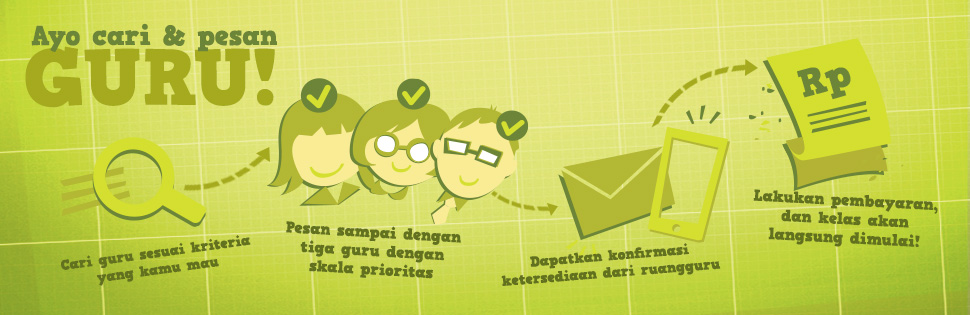 Ayo cari & pesan
GURU!
Cari guru sesuai kriteria
yang kamu mau
Pesan sampai dengan
tiga guru dengan
skala prioritas
Dapatkan konfirmasi
ketersediaan dari ruangguru
Rp
Lakukan pembayaran,
dan kelas akan
langsung dimulai!